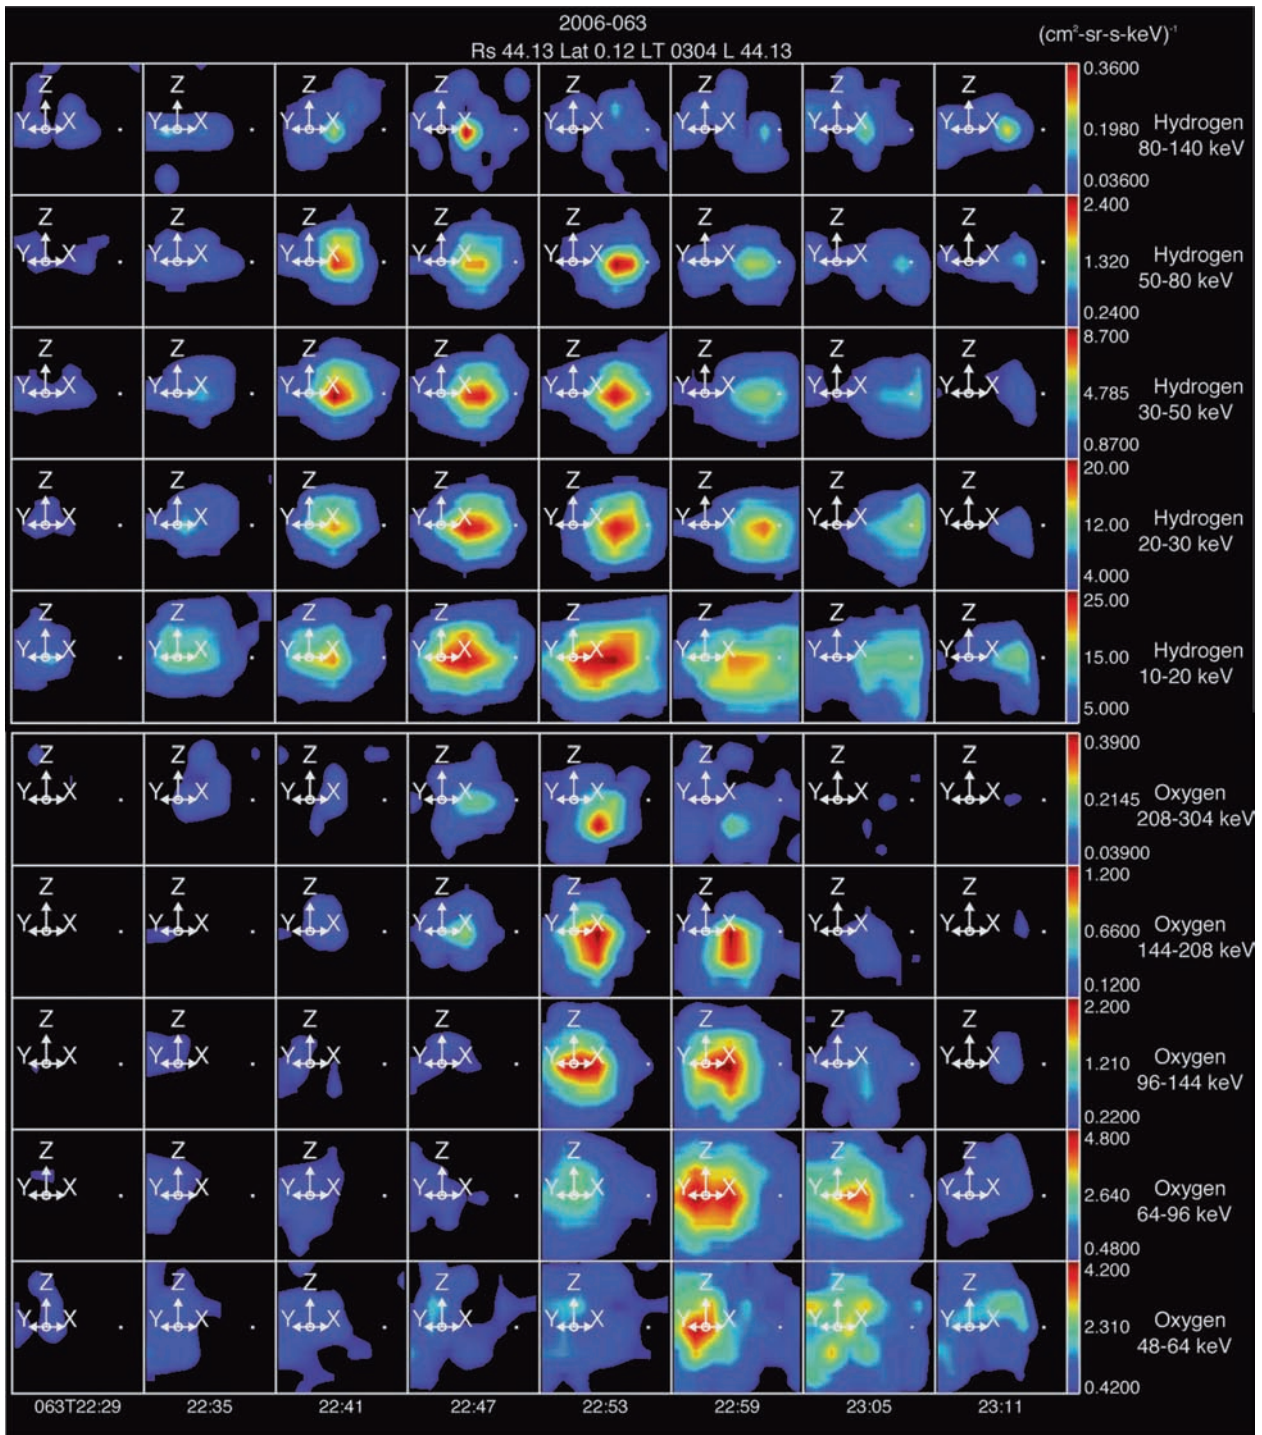 2006-063
(cm²-sr-s-keV)⁻¹
Rs 44.13 Lat 0.12 LT 0304 L 44.13
Z Z Z Z Z Z Z Z
Y X Y X Y X Y X Y X Y X Y X Y X
0.3600
0.1980
0.03600
Hydrogen
80-140 keV
Z Z Z Z Z Z Z Z
Y X Y X Y X Y X Y X Y X Y X Y X
2.400
1.320
0.2400
Hydrogen
50-80 keV
Z Z Z Z Z Z Z Z
Y X Y X Y X Y X Y X Y X Y X Y X
8.700
4.785
0.8700
Hydrogen
30-50 keV
Z Z Z Z Z Z Z Z
Y X Y X Y X Y X Y X Y X Y X Y X
20.00
12.00
4.000
Hydrogen
20-30 keV
Z Z Z Z Z Z Z Z
Y X Y X Y X Y X Y X Y X Y X Y X
25.00
15.00
5.000
Hydrogen
10-20 keV
Z Z Z Z Z Z Z Z
Y X Y X Y X Y X Y X Y X Y X Y X
0.3900
0.2145
0.03900
Oxygen
208-304 keV
Z Z Z Z Z Z Z Z
Y X Y X Y X Y X Y X Y X Y X Y X
1.200
0.6600
0.1200
Oxygen
144-208 keV
Z Z Z Z Z Z Z Z
Y X Y X Y X Y X Y X Y X Y X Y X
2.200
1.210
0.2200
Oxygen
96-144 keV
Z Z Z Z Z Z Z Z
Y X Y X Y X Y X Y X Y X Y X Y X
4.800
2.640
0.4800
Oxygen
64-96 keV
Z Z Z Z Z Z Z Z
Y X Y X Y X Y X Y X Y X Y X Y X
4.200
2.310
0.4200
Oxygen
48-64 keV
063T22:29 22:35 22:41 22:47 22:53 22:59 23:05 23:11